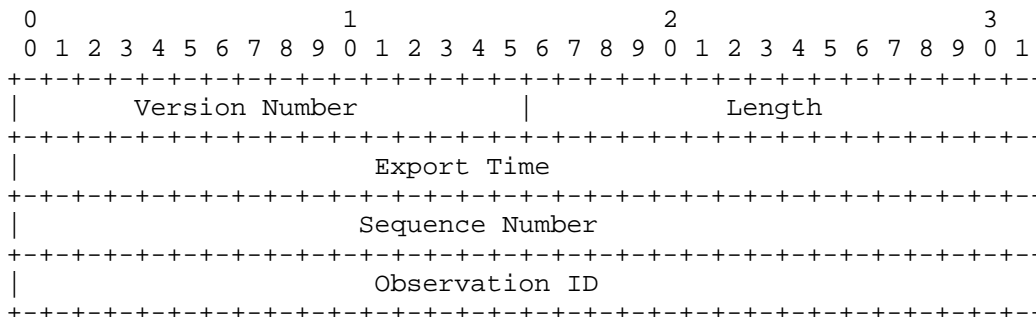 0                   1                   2                   3
0 1 2 3 4 5 6 7 8 9 0 1 2 3 4 5 6 7 8 9 0 1 2 3 4 5 6 7 8 9 0 1
+-+-+-+-+-+-+-+-+-+-+-+-+-+-+-+-+-+-+-+-+-+-+-+-+-+-+-+-+-+-+-+-
|       Version Number          |            Length
+-+-+-+-+-+-+-+-+-+-+-+-+-+-+-+-+-+-+-+-+-+-+-+-+-+-+-+-+-+-+-+-
|                      Export Time
+-+-+-+-+-+-+-+-+-+-+-+-+-+-+-+-+-+-+-+-+-+-+-+-+-+-+-+-+-+-+-+-
|                     Sequence Number
+-+-+-+-+-+-+-+-+-+-+-+-+-+-+-+-+-+-+-+-+-+-+-+-+-+-+-+-+-+-+-+-
|                      Observation ID
+-+-+-+-+-+-+-+-+-+-+-+-+-+-+-+-+-+-+-+-+-+-+-+-+-+-+-+-+-+-+-+-